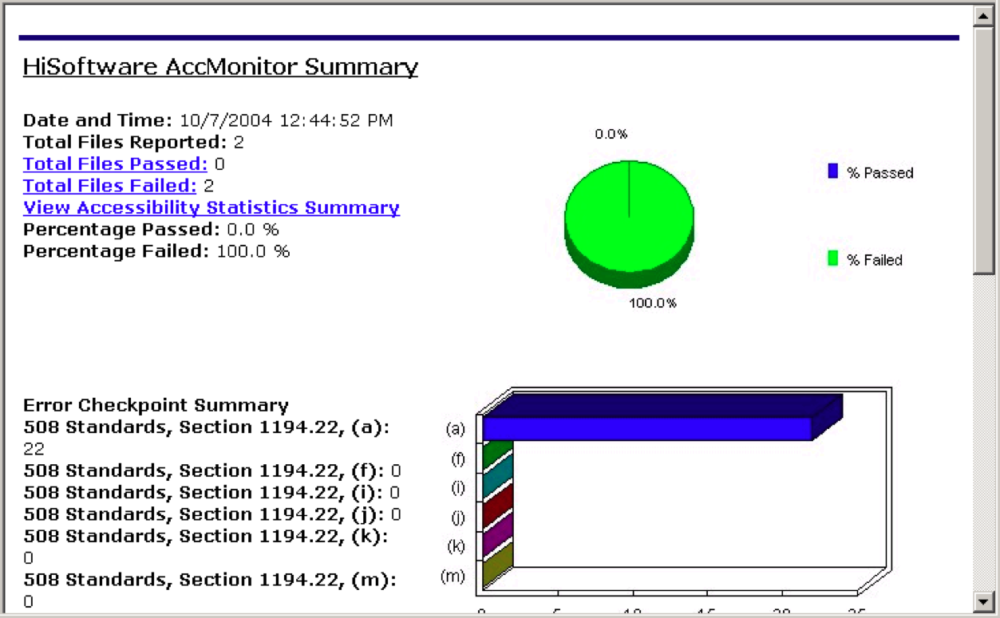 HiSoftware AccMonitor Summary
Date and Time: 10/7/2004 12:44:52 PM
Total Files Reported: 2
Total Files Passed: 0
Total Files Failed: 2
View Accessibility Statistics Summary
Percentage Passed: 0.0 %
Percentage Failed: 100.0 %
0.0%
100.0%
% Passed
% Failed
Error Checkpoint Summary
508 Standards, Section 1194.22, (a):
22
508 Standards, Section 1194.22, (f): 0
508 Standards, Section 1194.22, (i): 0
508 Standards, Section 1194.22, (j): 0
508 Standards, Section 1194.22, (k):
0
508 Standards, Section 1194.22, (m):
0
(a)
(f)
(i)
(j)
(k)
(m)